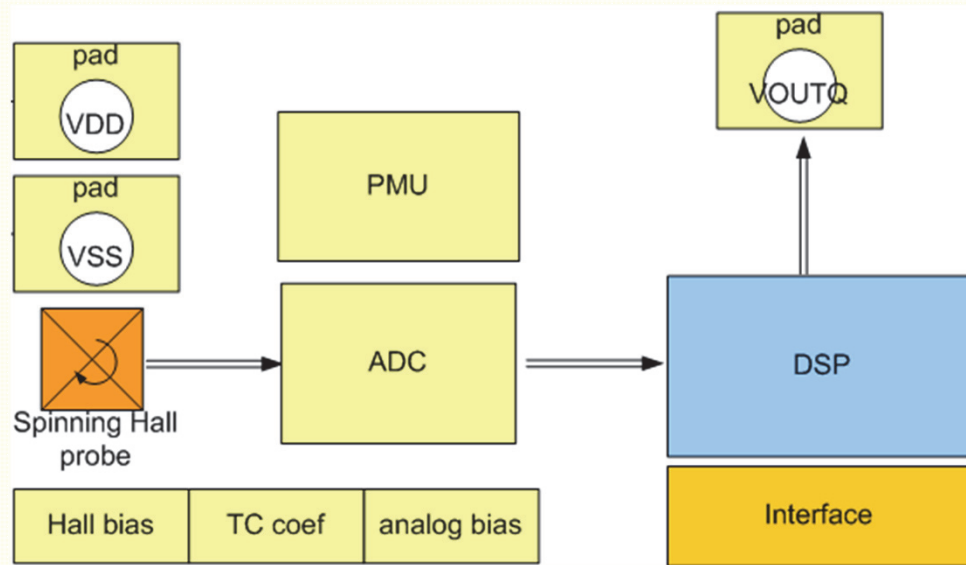 pad
VDD
pad
VSS
Spinning Hall
probe
PMU
ADC
pad
VOUTQ
DSP
Interface
Hall bias
TC coef
analog bias